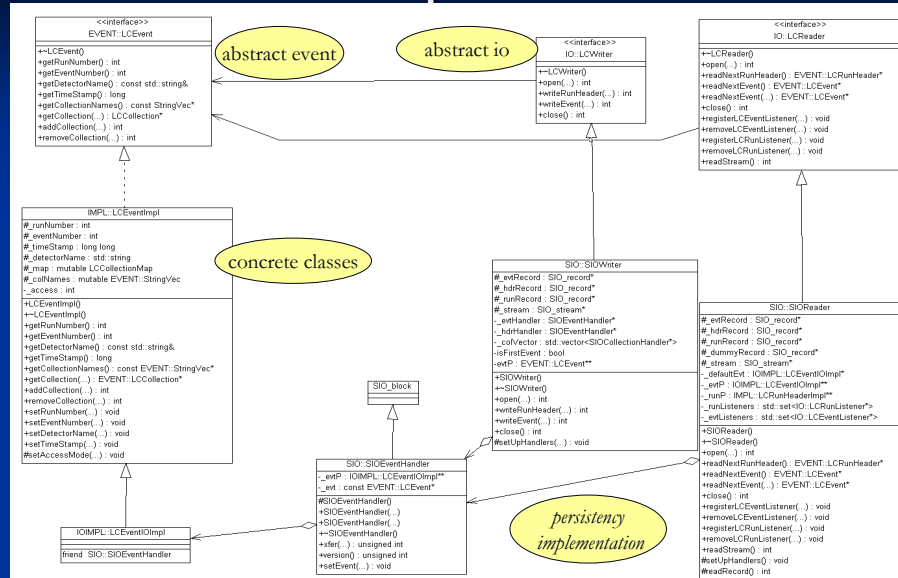 <<interface>>
EVENT::LCEvent
+~LCEvent()
+getRunNumber() : int
+getEventNumber() : int
+getDetectorName() : const std::string&
+getTimeStamp() : long
+getCollectionNames() : const StringVec*
+getCollection(...) : LCCollection*
+addCollection(...) : int
+removeCollection(...) : int
abstract event
abstract io
<<interface>>
IO::LCWriter
+~LCWriter()
+open(...) : int
+writeRunHeader(...) : int
+writeEvent(...) : int
+close() : int
<<interface>>
IO::LCReader
+~LCReader()
+open(...) : int
+readNextRunHeader() : EVENT::LCRunHeader*
+readNextEvent() : EVENT::LCEvent*
+readNextEvent(...) : EVENT::LCEvent*
+close() : int
+registerLCEventListener(...) : void
+removeLCEventListener(...) : void
+registerLCRunListener(...) : void
+removeLCRunListener(...) : void
+readStream() : int
IMPL::LCEventImpl
#_runNumber : int
#_eventNumber : int
#_timeStamp : long long
#_detectorName : std::string
#_map : mutable LCCollectionMap
#_colNames : mutable EVENT::StringVec
-_access : int
+LCEventImpl()
+~LCEventImpl()
+getRunNumber() : int
+getEventNumber() : int
+getDetectorName() : const std::string&
+getTimeStamp() : long
+getCollectionNames() : const EVENT::StringVec*
+getCollection(...) : EVENT::LCCollection*
+addCollection(...) : int
+removeCollection(...) : int
+setRunNumber(...) : void
+setEventNumber(...) : void
+setDetectorName(...) : void
+setTimeStamp(...) : void
#setAccessMode(...) : void
concrete classes
IOIMPL::LCEventIOImpl
friend SIO::SIOEventHandler
SIO_block
SIO::SIOEventHandler
-_evtP : IOIMPL::LCEventIOImpl**
-_evt : const EVENT::LCEvent*
#SIOEventHandler()
+SIOEventHandler(...)
+SIOEventHandler(...)
+~SIOEventHandler()
+xfer(...) : unsigned int
+version() : unsigned int
+setEvent(...) : void
SIO::SIOWriter
#_evtRecord : SIO_record*
#_hdrRecord : SIO_record*
#_runRecord : SIO_record*
#_stream : SIO_stream*
-_evtHandler : SIOEventHandler*
-_hdrHandler : SIOEventHandler*
-_colVector : std::vector<SIOCollectionHandler*>
-isFirstEvent : bool
-evtP : EVENT::LCEvent**
+SIOWriter()
+~SIOWriter()
+open(...) : int
+writeRunHeader(...) : int
+writeEvent(...) : int
+close() : int
#setUpHandlers(...) : void
SIO::SIOReader
#_evtRecord : SIO_record*
#_hdrRecord : SIO_record*
#_runRecord : SIO_record*
#_dummyRecord : SIO_record*
#_stream : SIO_stream*
-_defaultEvt : IOIMPL::LCEventIOImpl*
-_evtP : IOIMPL::LCEventIOImpl**
-_runP : IMPL::LCRunHeaderImpl**
-_runListeners : std::set<IO::LCRunListener*>
-_evtListeners : std::set<IO::LCEventListener*>
+SIOReader()
+~SIOReader()
+open(...) : int
+readNextRunHeader() : EVENT::LCRunHeader*
+readNextEvent() : EVENT::LCEvent*
+readNextEvent(...) : EVENT::LCEvent*
+close() : int
+registerLCEventListener(...) : void
+removeLCEventListener(...) : void
+registerLCRunListener(...) : void
+removeLCRunListener(...) : void
+readStream() : int
#setUpHandlers() : void
#readRecord() : int
persistency
implementation